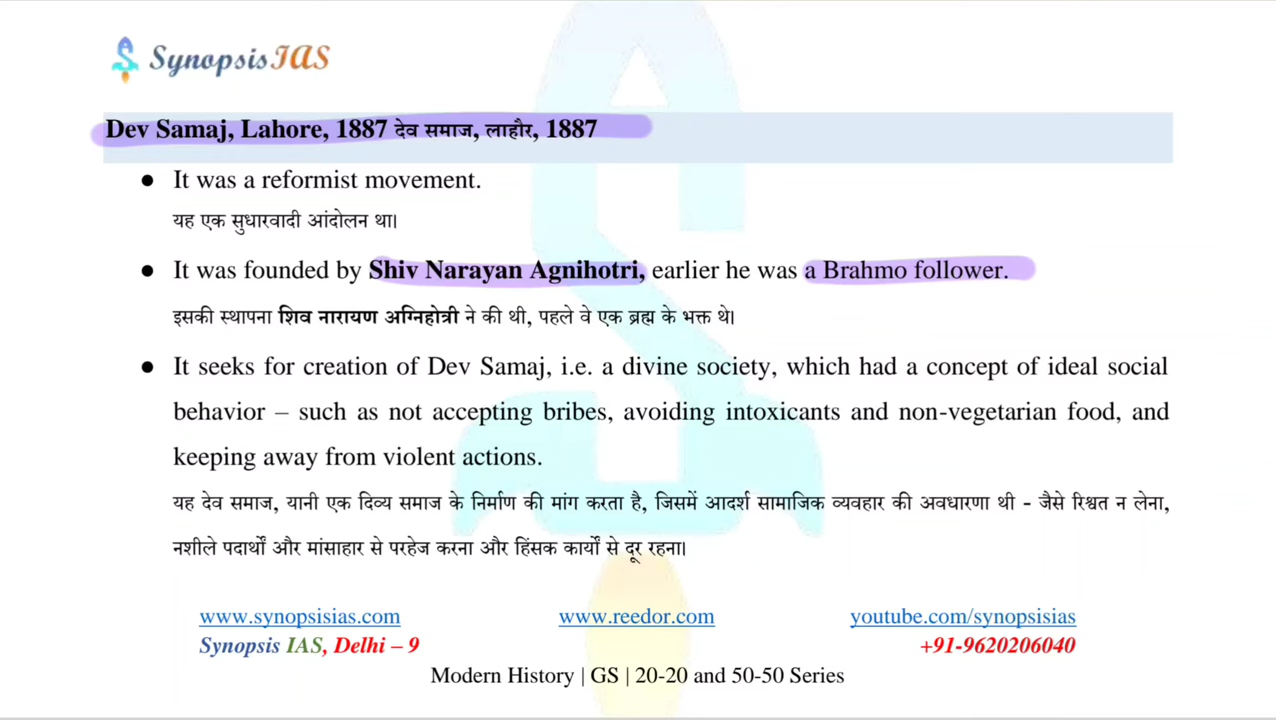 SynopsisIAS
Dev Samaj, Lahore, 1887 देव समाज, लाहौर, 1887
● It was a reformist movement.
यह एक सुधारवादी आंदोलन था।
● It was founded by Shiv Narayan Agnihotri, earlier he was a Brahmo follower.
इसकी स्थापना शिव नारायण अग्निहोत्री ने की थी, पहले वे एक ब्रह्म के भक्त थे।
● It seeks for creation of Dev Samaj, i.e. a divine society, which had a concept of ideal social
behavior – such as not accepting bribes, avoiding intoxicants and non-vegetarian food, and
keeping away from violent actions.
यह देव समाज, यानी एक दिव्य समाज के निर्माण की मांग करता है, जिसमें आदर्श सामाजिक व्यवहार की अवधारणा थी - जैसे रिश्वत न लेना,
नशीले पदार्थों और मांसाहार से परहेज करना और हिंसक कार्यों से दूर रहना।
www.synopsisias.com www.reedor.com youtube.com/synopsisias
Synopsis IAS, Delhi – 9 +91-9620206040
Modern History | GS | 20-20 and 50-50 Series